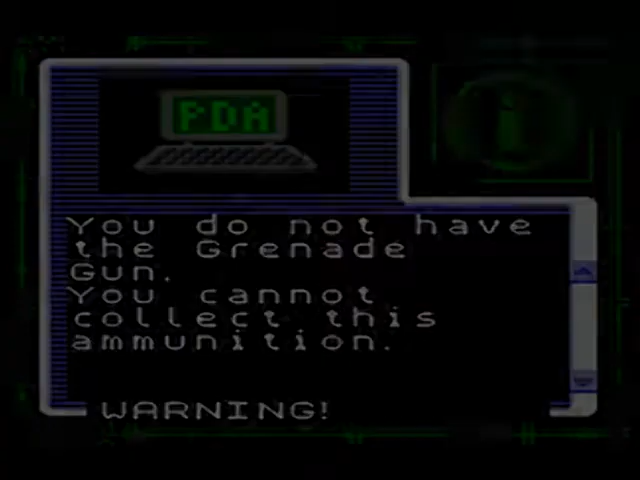 PDA
i
You do not have
the Grenade
Gun.
You cannot
collect this
ammunition.
WARNING!